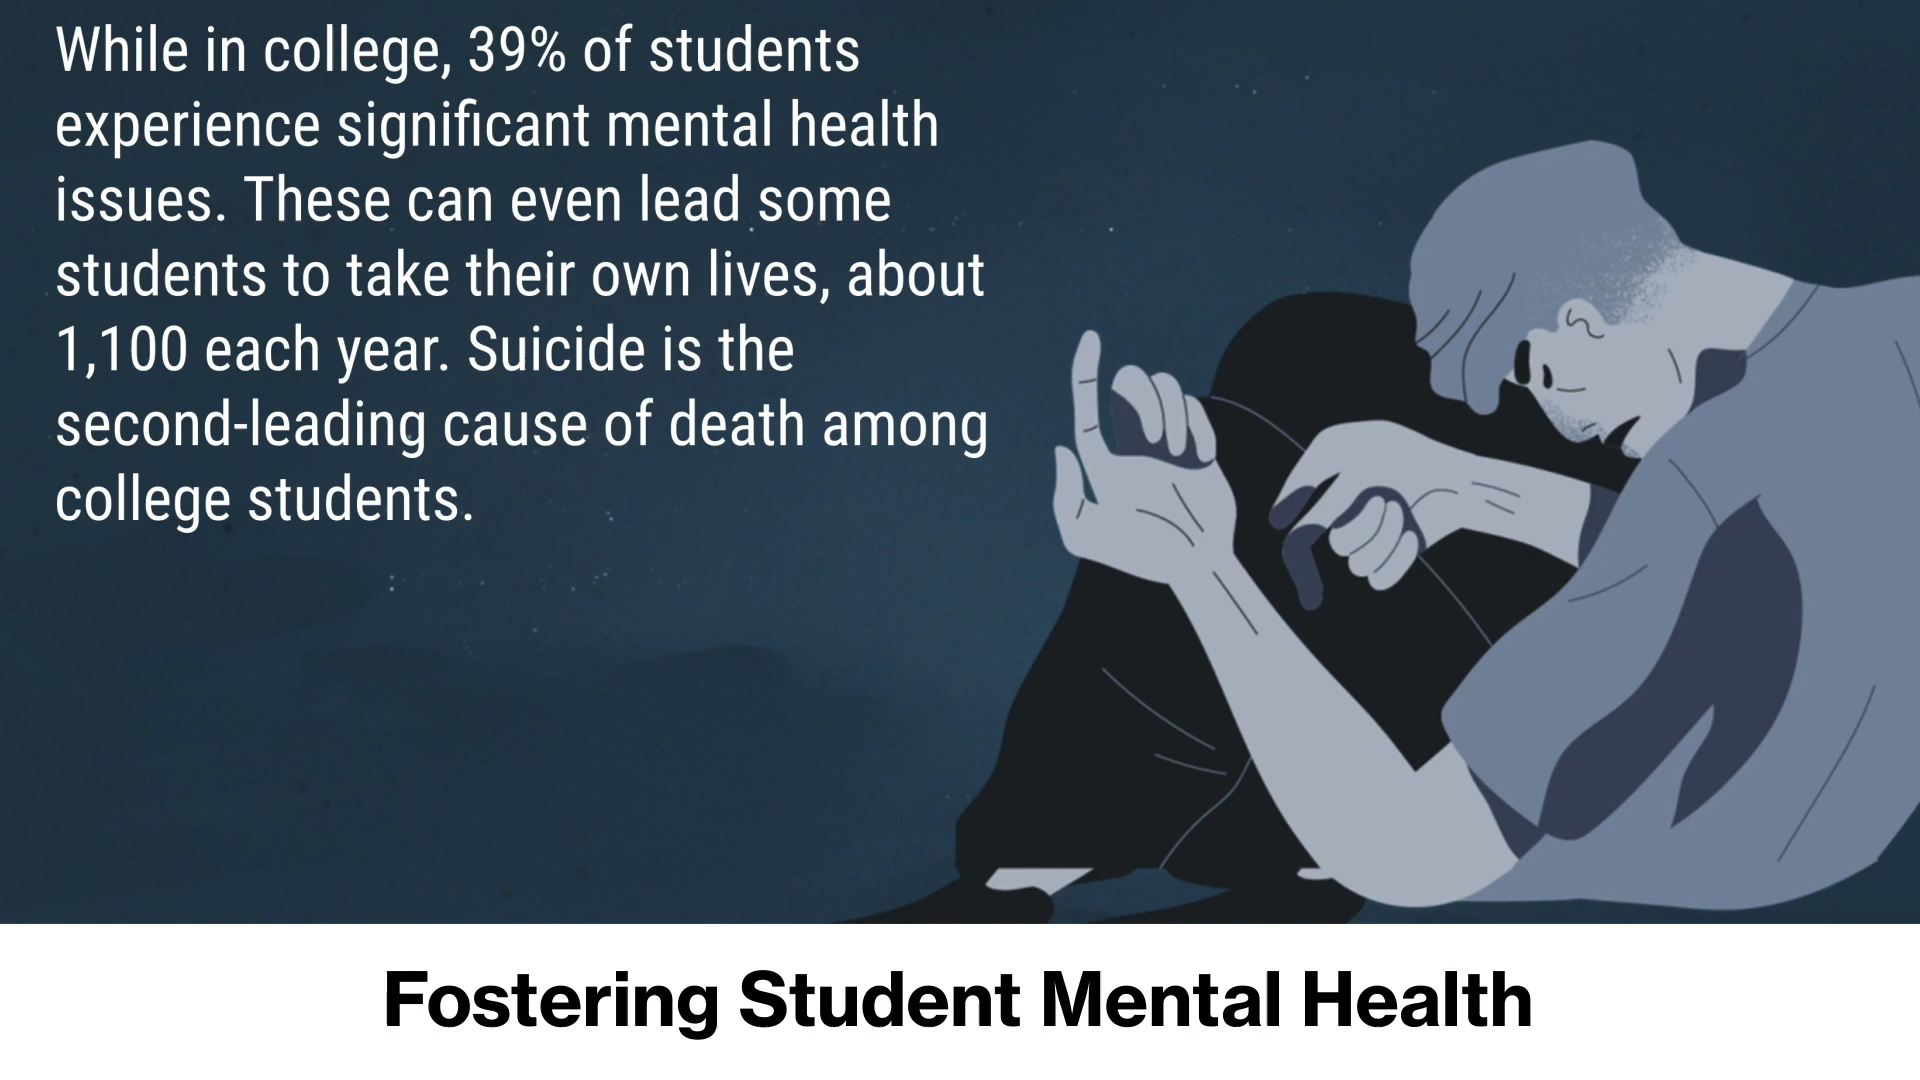 While in college, 39% of students
experience significant mental health
issues. These can even lead some
students to take their own lives, about
1,100 each year. Suicide is the
second-leading cause of death among
college students.
Fostering Student Mental Health